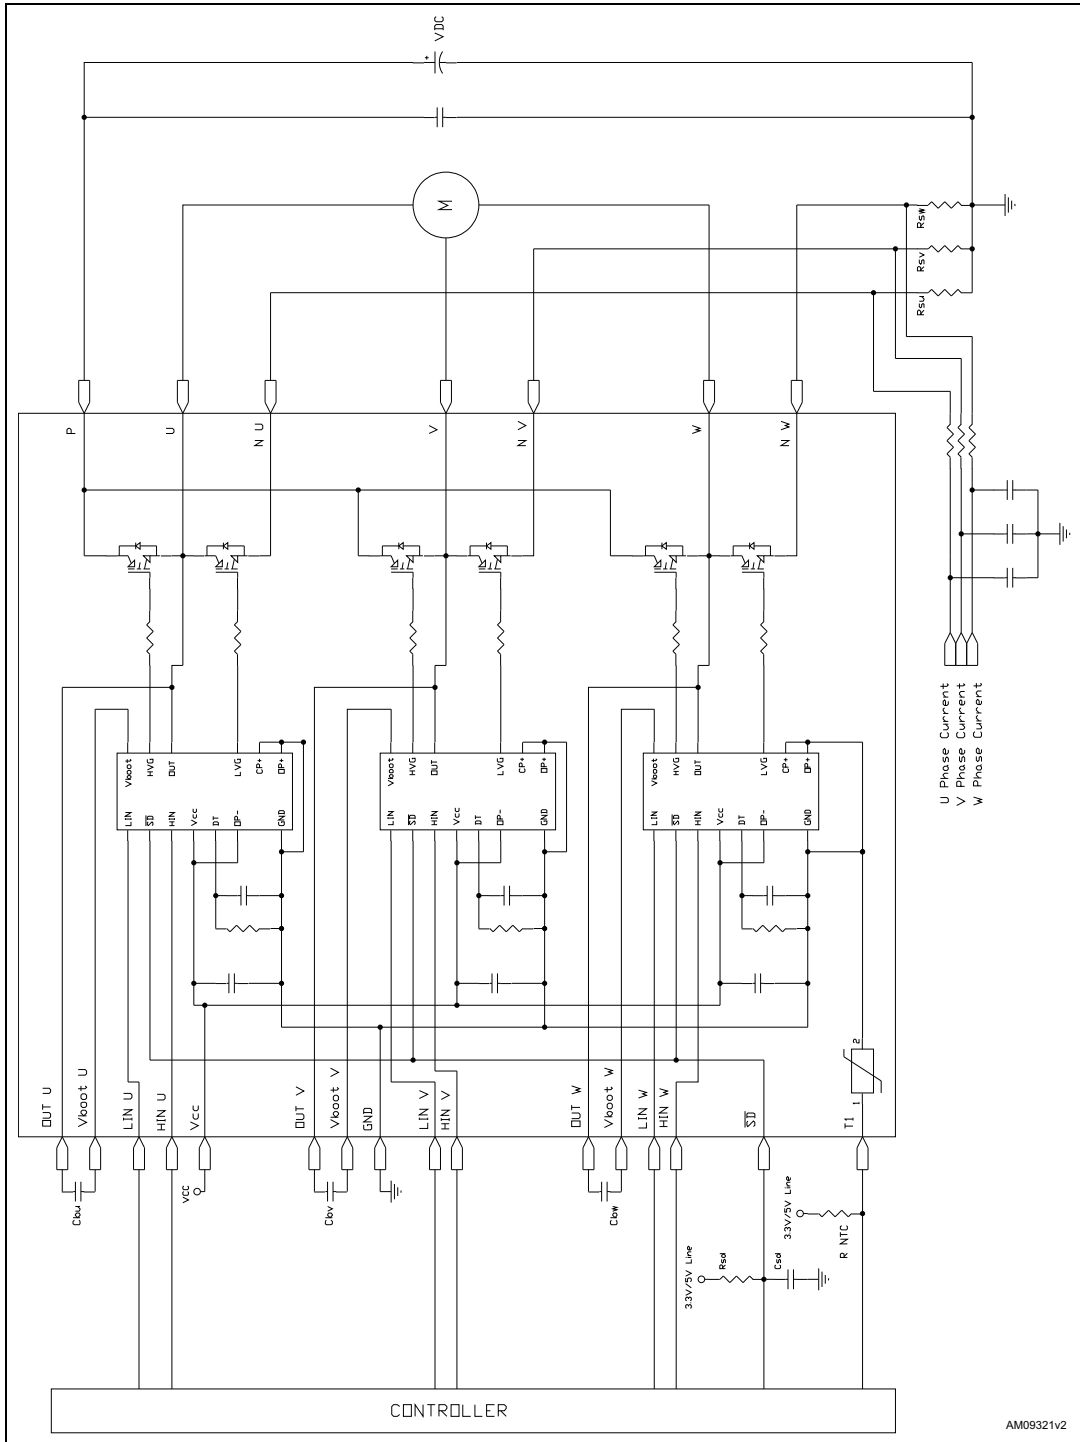 VDC
+
M
Rsw
Rsv
Rsu
P
U
N U
V
N V
W
N W
U Phase Current
V Phase Current
W Phase Current
Vboot
HVG
OUT
LVG
CP+
OP+
LIN
SD
HIN
Vcc
DT
OP-
GND
Vboot
HVG
OUT
LVG
CP+
OP+
LIN
SD
HIN
Vcc
DT
OP-
GND
Vboot
HVG
OUT
LVG
CP+
OP+
LIN
SD
HIN
Vcc
DT
OP-
GND
OUT U
Vboot U
LIN U
HIN U
Vcc
OUT V
Vboot V
GND
LIN V
HIN V
OUT W
Vboot W
LIN W
HIN W
SD
T1
1
2
Cbu
VCC
Cbv
Cbw
3.3V/5V Line
Rsd
Csd
3.3V/5V Line
R NTC
CONTROLLER
AM09321v2